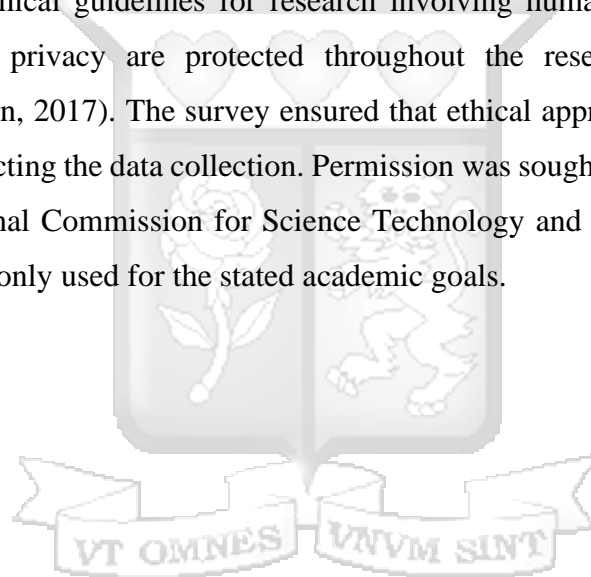 nical guidelines for research involving huma
privacy are protected throughout the rese
n, 2017). The survey ensured that ethical appr
cting the data collection. Permission was sough
nal Commission for Science Technology and
only used for the stated academic goals.
VT OMNES VNVM SINT